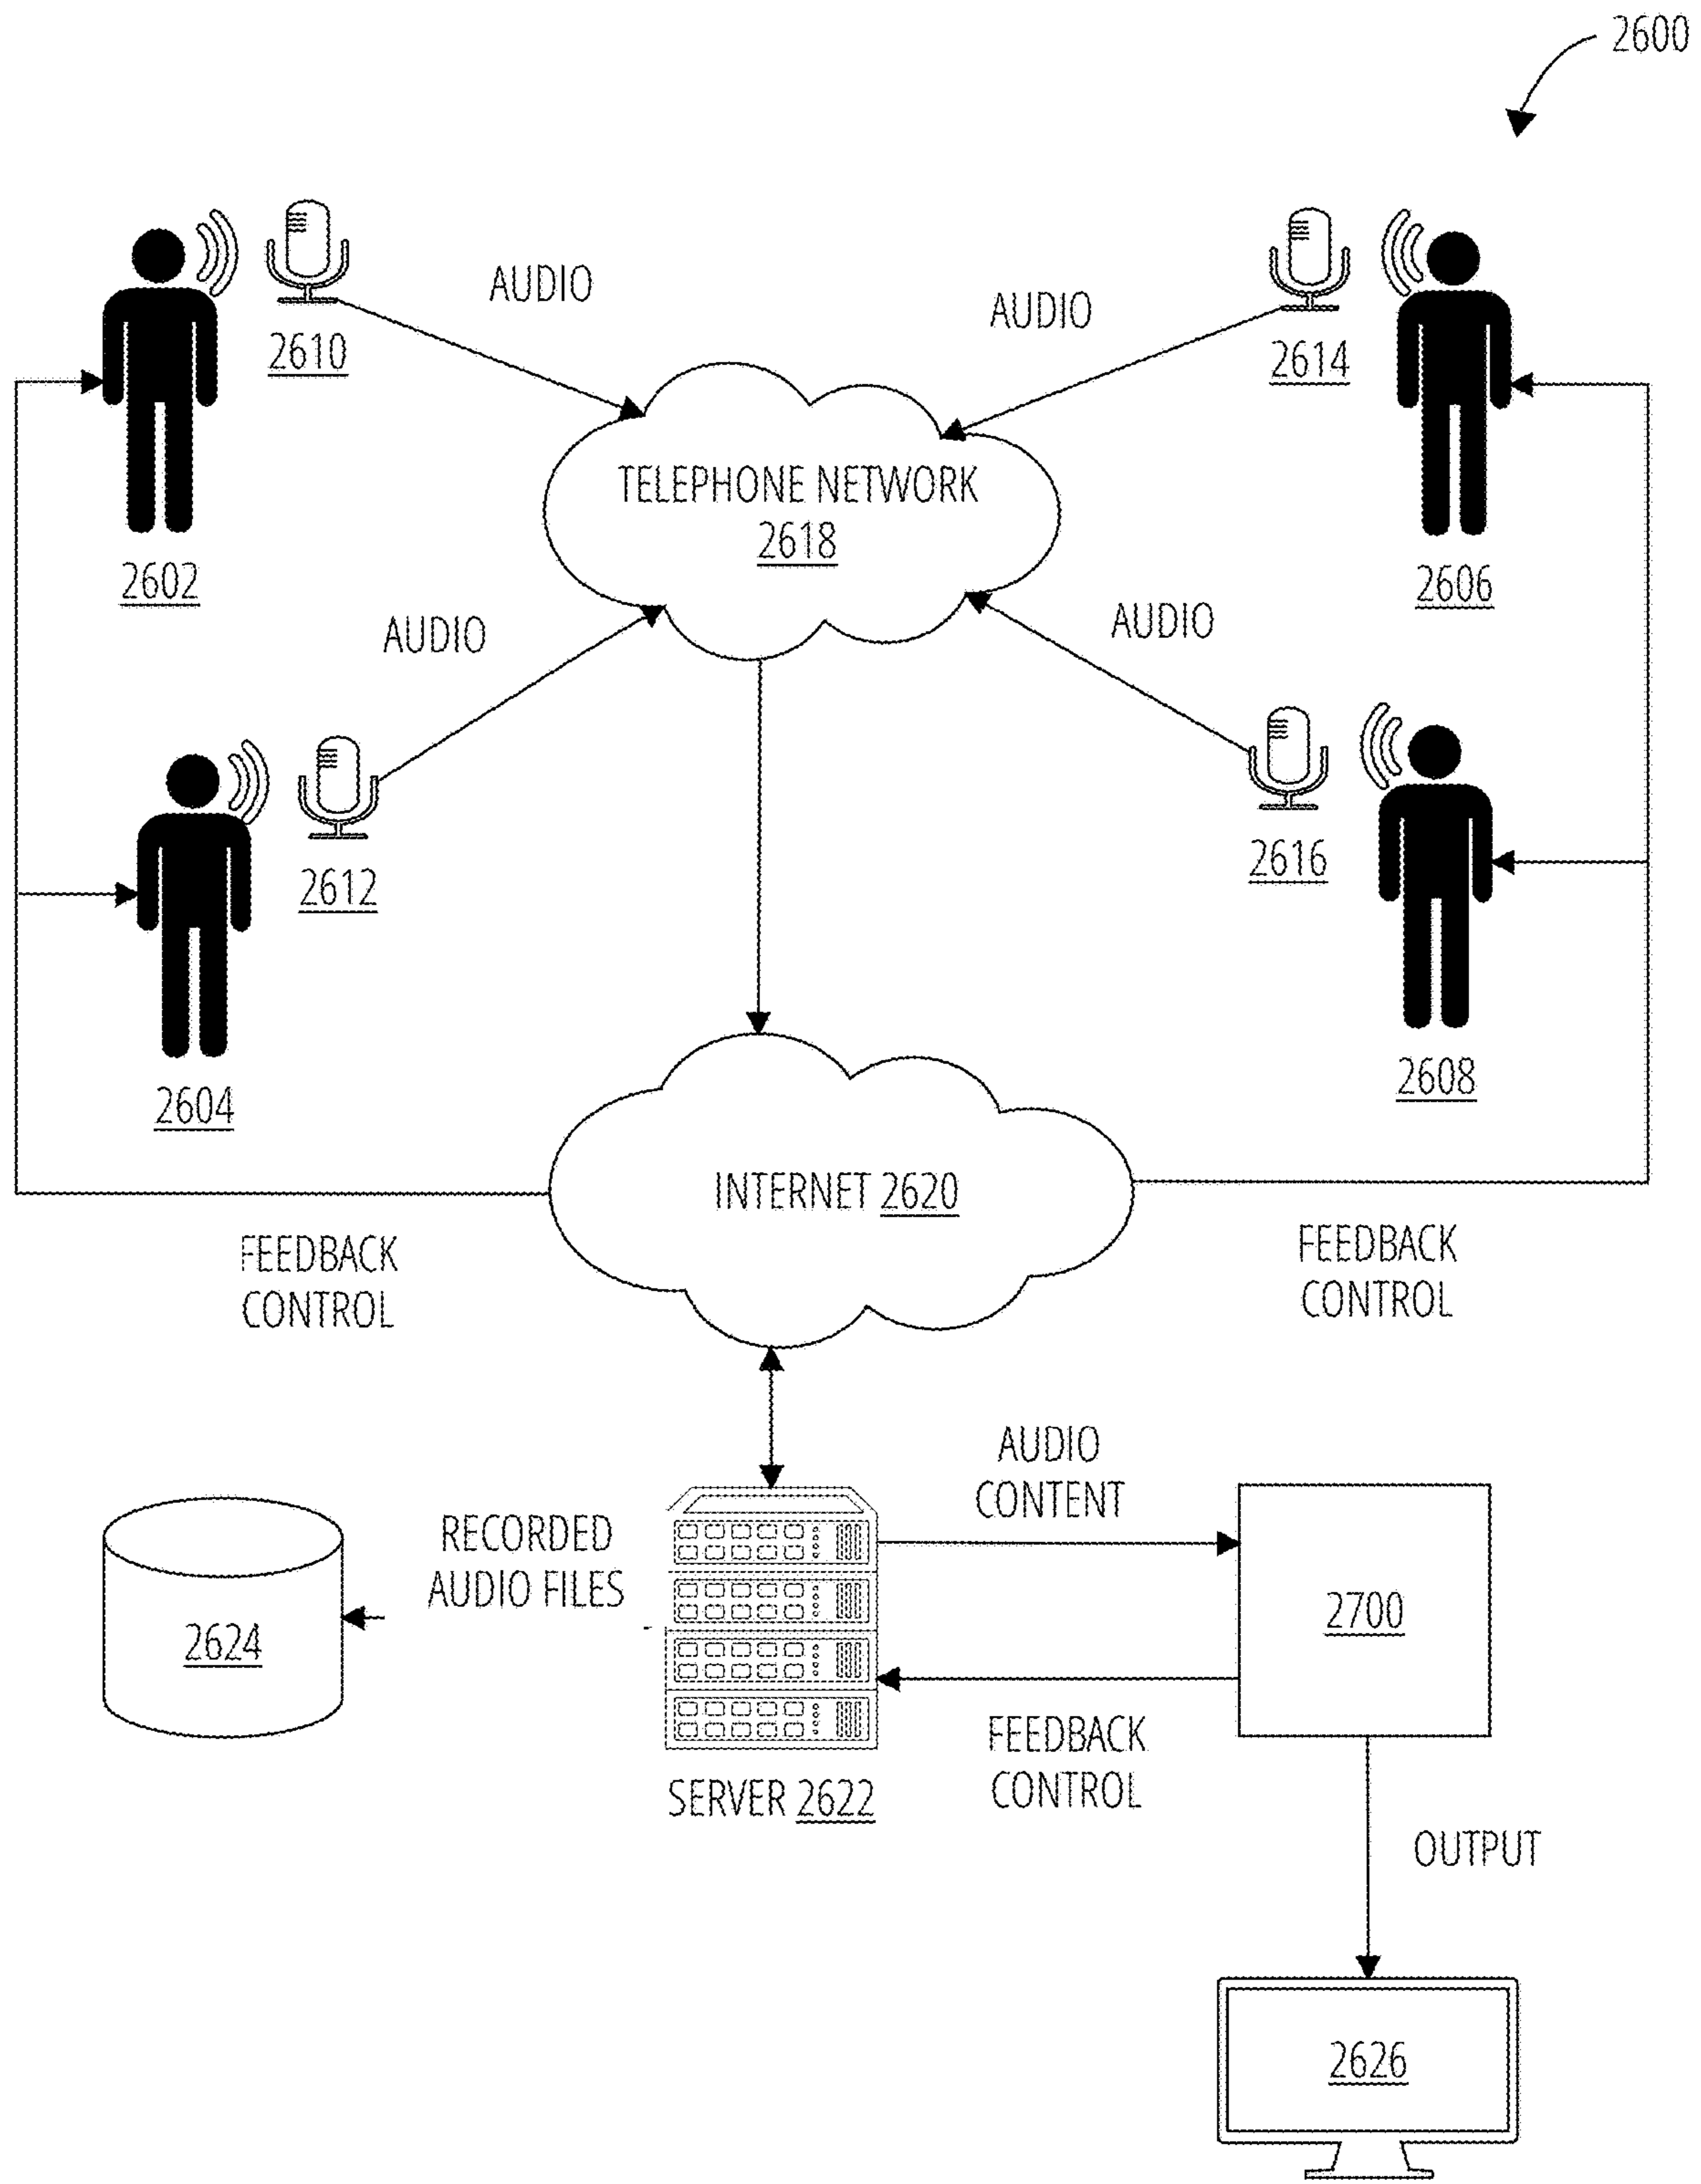 2600
AUDIO
2610
AUDIO
2614
TELEPHONE NETWORK
2618
2602
2606
AUDIO
AUDIO
2612
2616
2604
2608
INTERNET 2620
FEEDBACK
CONTROL
FEEDBACK
CONTROL
AUDIO
CONTENT
RECORDED
AUDIO FILES
2624
2700
FEEDBACK
CONTROL
SERVER 2622
OUTPUT
2626